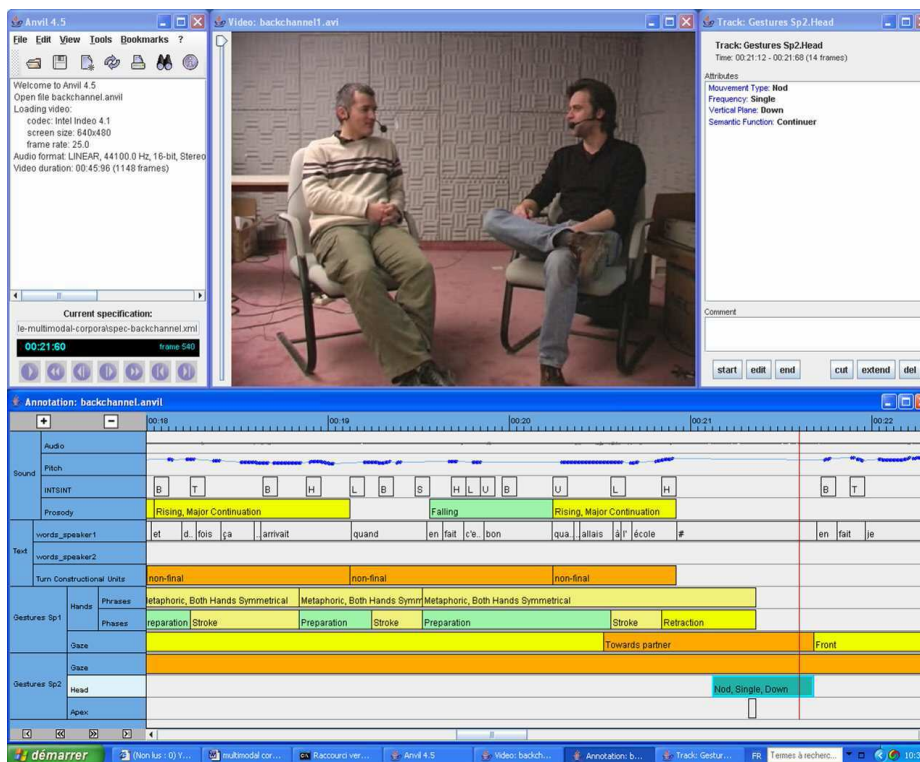 Anvil 4.5
File Edit View Tools Bookmarks ?
Welcome to Anvil 4.5
Open file backchannel.anvil
Loading video:
codec: Intel Indeo 4.1
screen size: 640x480
frame rate: 25.0
Audio format: LINEAR, 44100.0 Hz, 16-bit, Stereo
Video duration: 00:45:96 (1148 frames)
Current specification:
le-multimodal-corpora\spec-backchannel.xml
00:21:60 frame 540
Video: backchannel1.avi
Track: Gestures Sp2.Head
Track: Gestures Sp2.Head
Time: 00:21:12 - 00:21:68 (14 frames)
Attributes
Mouvement Type: Nod
Frequency: Single
Vertical Plane: Down
Semantic Function: Continuer
Comment
start edit end cut extend del
Annotation: backchannel.anvil
+ - 00:18 00:19 00:20 00:21 00:22
Sound
Audio
Pitch
INTSINT B T B H L B S H L U B U L H B T
Prosody Rising, Major Continuation Falling Rising, Major Continuation
Text
words_speaker1 et d.. fois ça ..arrivait quand en fait c'e.. bon qua.. allais à l' école # en fait je
words_speaker2
Turn Constructional Units non-final non-final non-final
Gestures Sp1
Hands
Phrases letaphoric, Both Hands Symmetrical Metaphoric, Both Hands Symm Metaphoric, Both Hands Symmetrical
Phases reparation Stroke Preparation Stroke Preparation Stroke Retraction
Gaze Towards partner Front
Gestures Sp2
Gaze
Head Nod, Single, Down
Apex
démarrer (Non lus : 0) Y... multimodal cor... Raccourci ver... Anvil 4.5 Video: backch... Annotation: b... Track: Gestur... FR Termes à recherc... 10:3